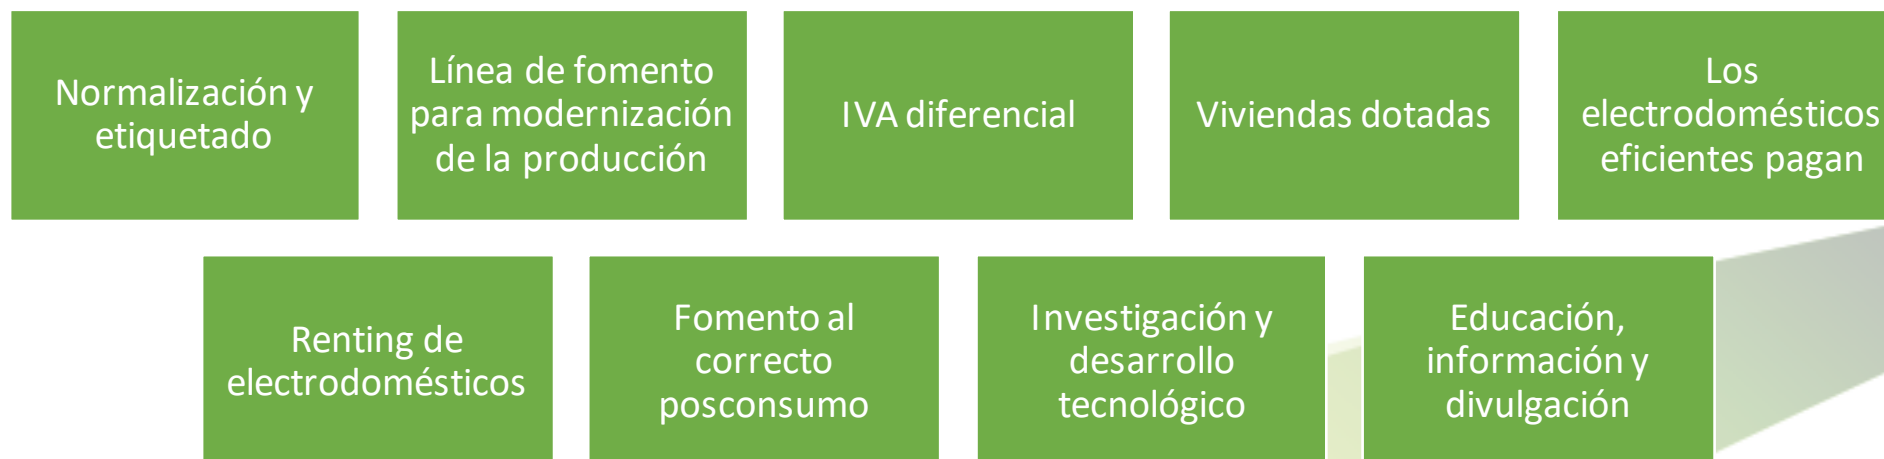 Normalización y
etiquetado
Línea de fomento
para modernización
de la producción
IVA diferencial
Viviendas dotadas
Los
electrodomésticos
eficientes pagan
Renting de
electrodomésticos
Fomento al
correcto
posconsumo
Investigación y
desarrollo
tecnológico
Educación,
información y
divulgación